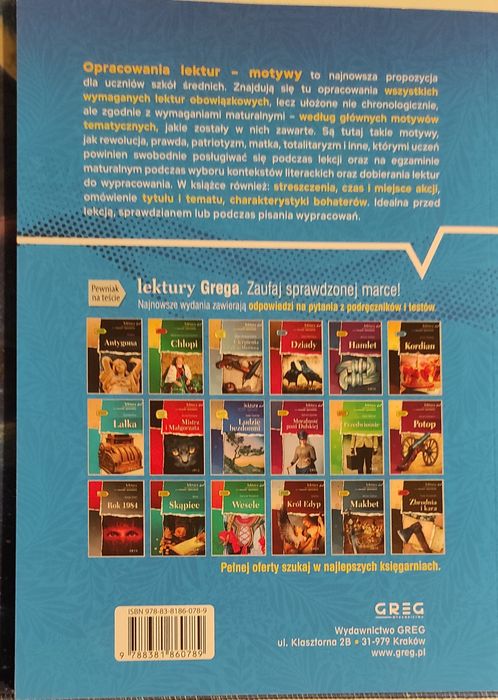 Opracowania lektur – motywy to najnowsza propozycja
dla uczniów szkół średnich. Znajdują się tu opracowania wszystkich
wymaganych lektur obowiązkowych, lecz ułożone nie chronologicznie,
ale zgodnie z wymaganiami maturalnymi – według głównych motywów
tematycznych, jakie zostały w nich zawarte. Są tutaj takie motywy,
jak rewolucja, prawda, patriotyzm, matka, totalitaryzm i inne, którymi uczeń
powinien swobodnie posługiwać się podczas lekcji oraz na egzaminie
maturalnym podczas wyboru kontekstów literackich oraz dobierania lektur
do wypracowania. W książce również: streszczenia, czas i miejsce akcji,
omówienie tytułu i tematu, charakterystyki bohaterów. Idealna przed
lekcją, sprawdzianem lub podczas pisania wypracowań.
Pewniak
na teście
lektury Grega. Zaufaj sprawdzonej marce!
Najnowsze wydania zawierają odpowiedzi na pytania z podręczników i testów.
Antygona
Chłopi
Dziady
Hamlet
Kordian
Lalka
Mistrz
i Małgorzata
Ludzie
bezdomni
Moralność
pani Dulskiej
Przedwiośnie
Potop
Rok 1984
Skąpiec
Wesele
Król Edyp
Makbet
Zbrodnia
i kara
Pełnej oferty szukaj w najlepszych księgarniach.
ISBN 978-83-8186-078-9
9 788381 860789
GREG
WYDAWNICTWO
Wydawnictwo GREG
ul. Klasztorna 2B • 31-979 Kraków
www.greg.pl